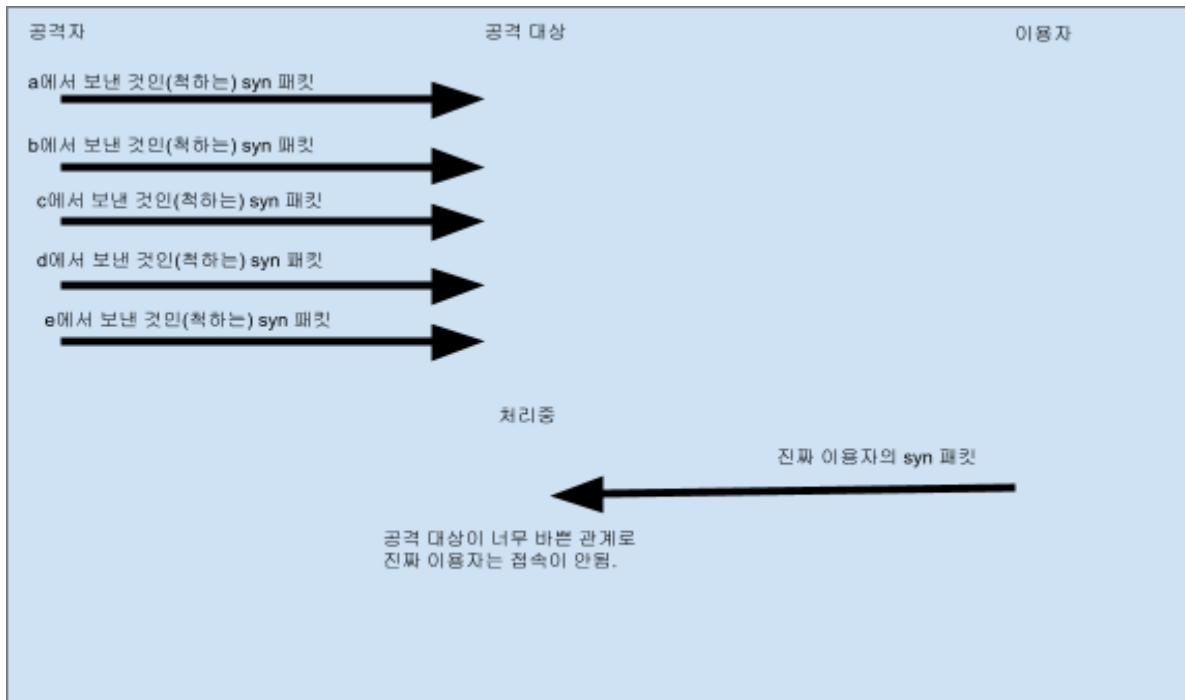 공격자
공격 대상
이용자
a에서 보낸 것인(척하는) syn 패킷
b에서 보낸 것인(척하는) syn 패킷
c에서 보낸 것인(척하는) syn 패킷
d에서 보낸 것인(척하는) syn 패킷
e에서 보낸 것인(척하는) syn 패킷
처리중
진짜 이용자의 syn 패킷
공격 대상이 너무 바쁜 관계로
진짜 이용자는 접속이 안됨.